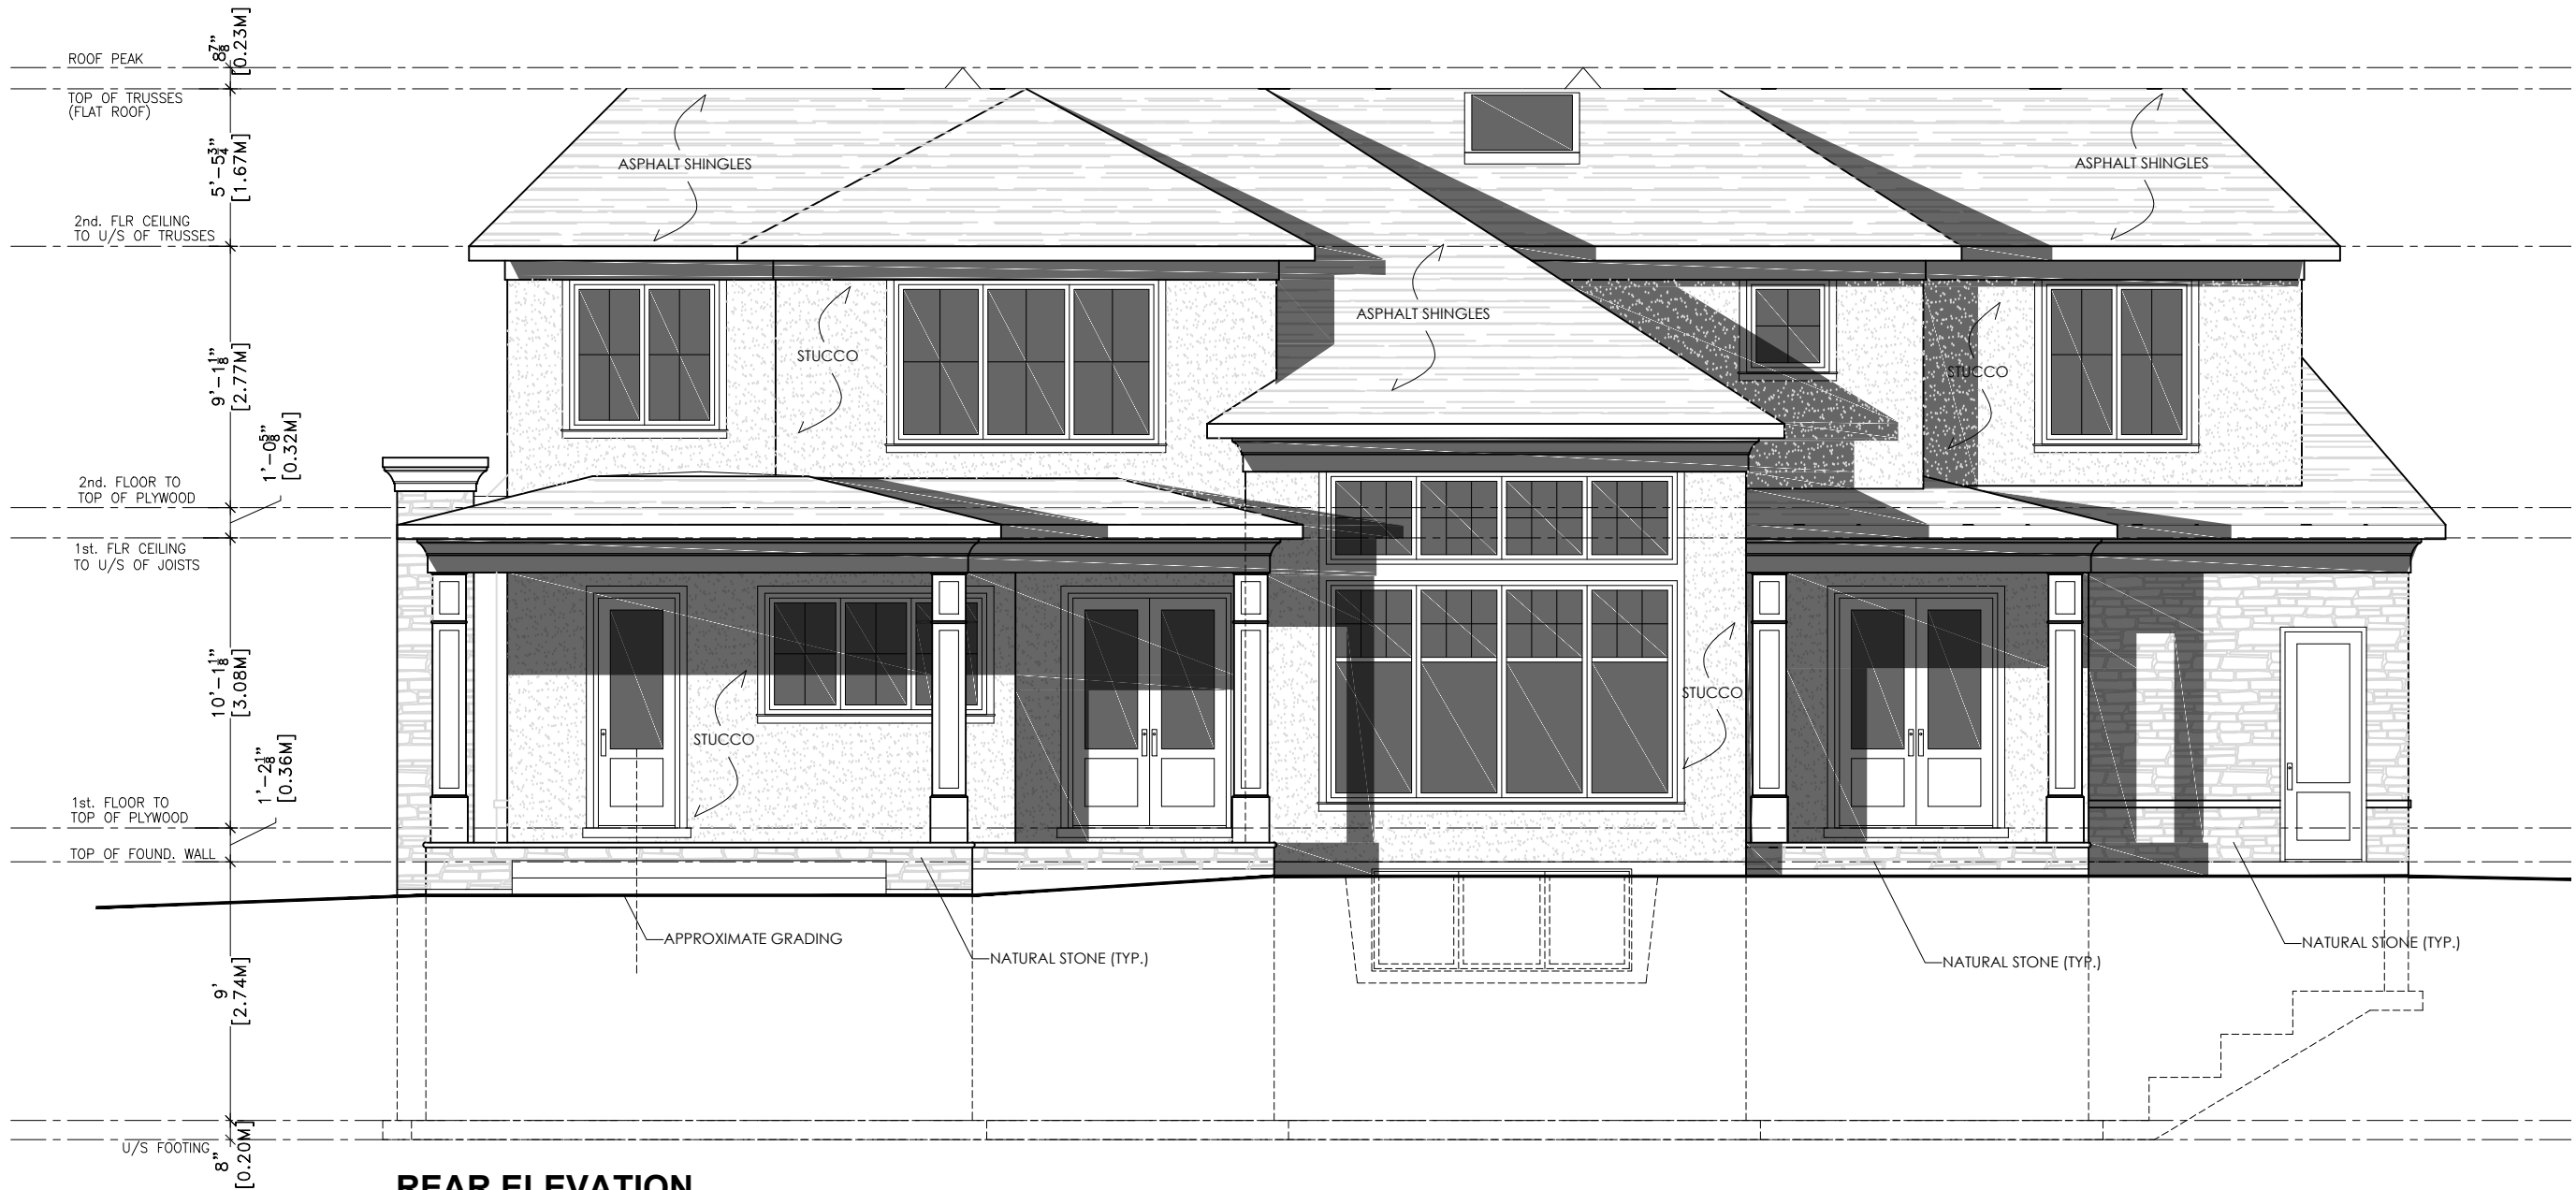 8⅞"
[0.23M]
ROOF PEAK
TOP OF TRUSSES
(FLAT ROOF)
5'-5¾"
[1.67M]
ASPHALT SHINGLES
ASPHALT SHINGLES
2nd. FLR CEILING
TO U/S OF TRUSSES
ASPHALT SHINGLES
9'-1⅛"
[2.77M]
STUCCO
STUCCO
1'-0⅝"
[0.32M]
2nd. FLOOR TO
TOP OF PLYWOOD
1st. FLR CEILING
TO U/S OF JOISTS
10'-1⅛"
[3.08M]
STUCCO
STUCCO
1'-2⅛"
[0.36M]
1st. FLOOR TO
TOP OF PLYWOOD
TOP OF FOUND. WALL
APPROXIMATE GRADING
NATURAL STONE (TYP.)
NATURAL STONE (TYP.)
NATURAL STONE (TYP.)
9'
[2.74M]
U/S FOOTING
8"
[0.20M]
REAR ELEVATION